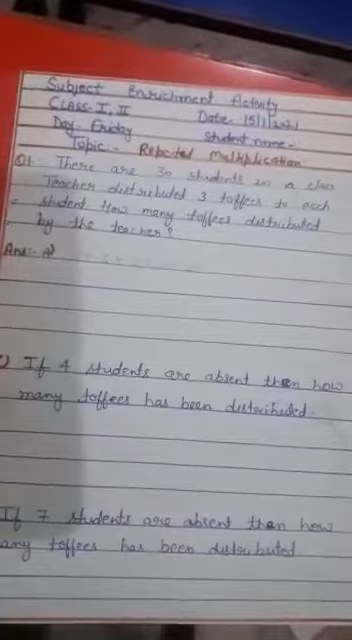 Subject Enrichment Activity
CLASS- I, II Date- 15/1/2021
Day- Friday Student name-
Topic - Repected Multiplication
Q1- There are 30 students in a class
Teacher distributed 3 toffees to each
student How many toffees distributed
by the teacher?
Ans:- A)
) If 4 students are absent then how
many toffees has been distributed.
If 7 students are absent then how
any toffees has been distributed